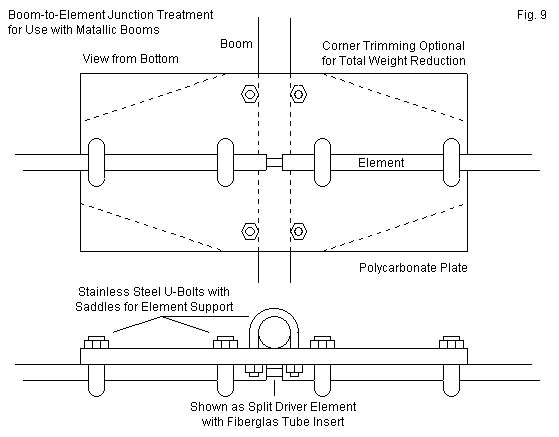 Boom-to-Element Junction Treatment
for Use with Matallic Booms
Fig. 9
Boom
Corner Trimming Optional
for Total Weight Reduction
View from Bottom
Element
Polycarbonate Plate
Stainless Steel U-Bolts with
Saddles for Element Support
Shown as Split Driver Element
with Fiberglas Tube Insert